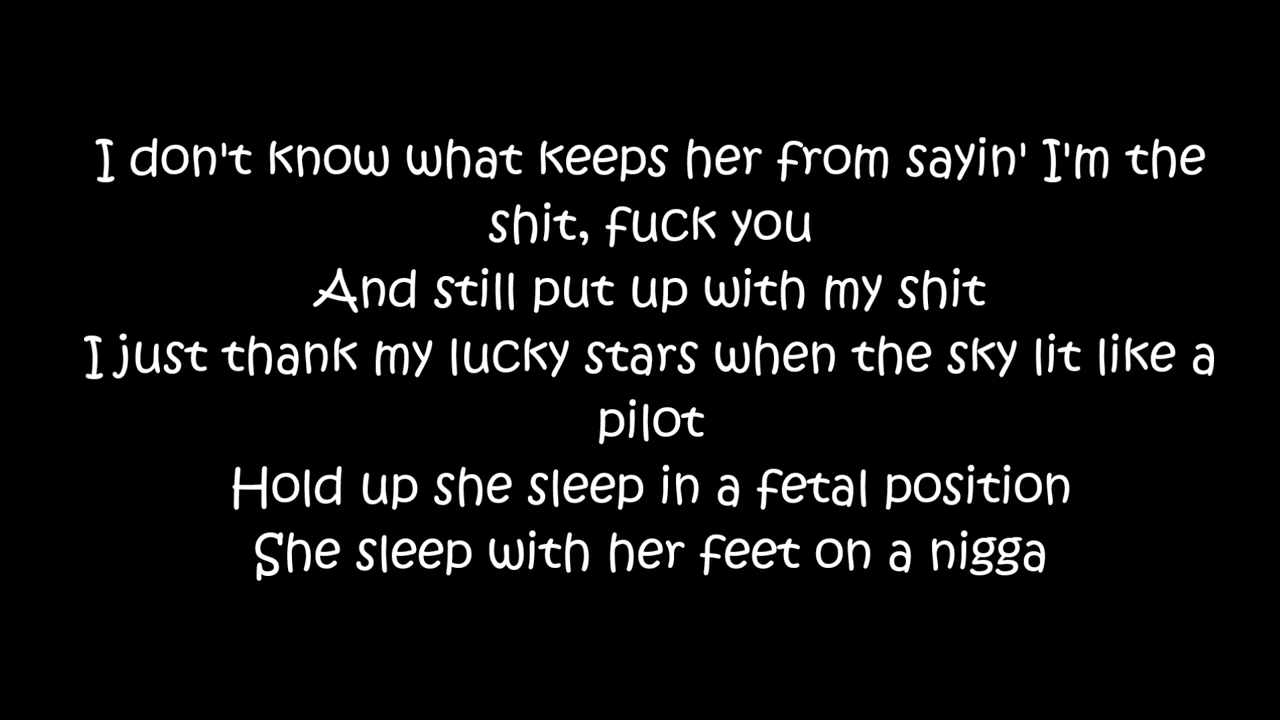 I don't know what keeps her from sayin' I'm the
shit, fuck you
And still put up with my shit
I just thank my lucky stars when the sky lit like a
pilot
Hold up she sleep in a fetal position
She sleep with her feet on a nigga